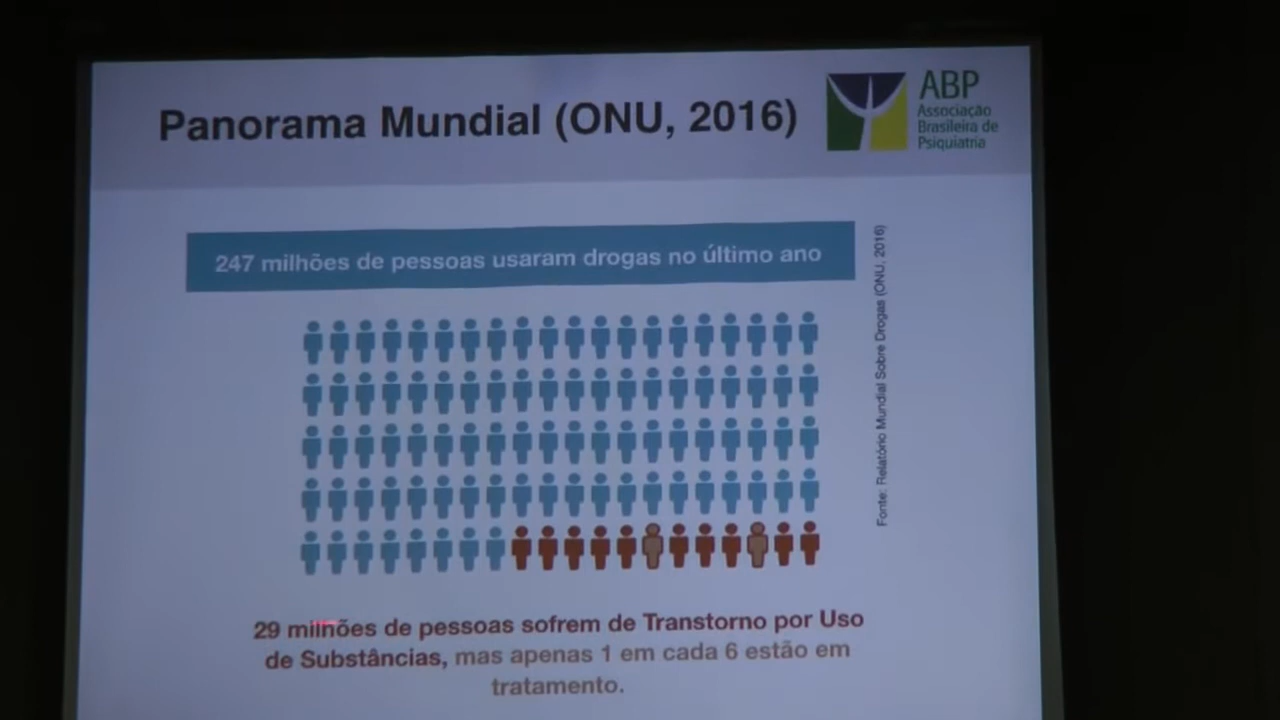 Panorama Mundial (ONU, 2016)
ABP
Associação
Brasileira de
Psiquiatria
247 milhões de pessoas usaram drogas no último ano
Fonte: Relatório Mundial Sobre Drogas (ONU, 2016)
29 milhões de pessoas sofrem de Transtorno por Uso
de Substâncias, mas apenas 1 em cada 6 estão em
tratamento.